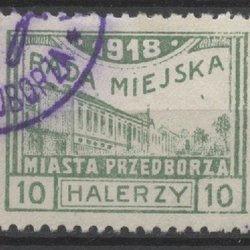 1918
RADA MIEJSKA
MIASTA PRZEDBORZA
10 HALERZY 10